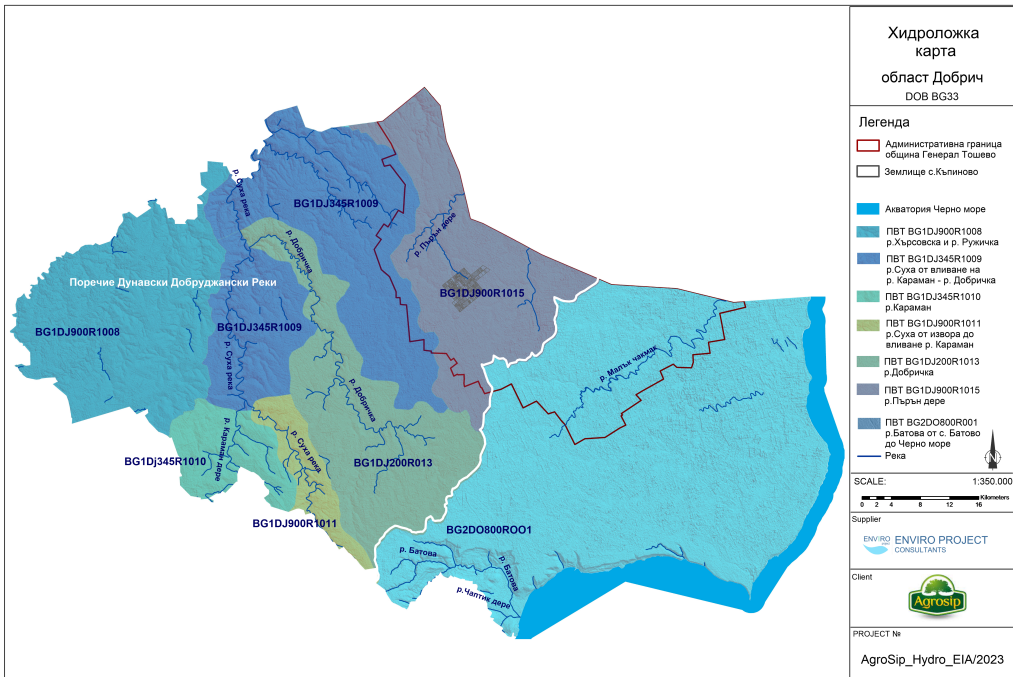 Хидроложка
карта
област Добрич
DOB BG33
Легенда
Административна граница
община Генерал Тошево
Землище с.Къпиново
Акватория Черно море
ПВТ BG1DJ900R1008
р.Хърсовска и р. Ружичка
ПВТ BG1DJ345R1009
р.Суха от вливане на
р. Караман - р. Добричка
ПВТ BG1DJ345R1010
р.Караман
ПВТ BG1DJ900R1011
р.Суха от извора до
вливане р. Караман
ПВТ BG1DJ200R1013
р.Добричка
ПВТ BG1DJ900R1015
р.Пърън дере
ПВТ BG2DO800R001
р.Батова от с. Батово
до Черно море
Река
N
SCALE: 1:350.000
Kilometers
0 2 4 8 12 16
Supplier
ENVIRO
ENVIRO PROJECT
CONSULTANTS
Client
Agrosip
PROJECT №
AgroSip_Hydro_EIA/2023
р. Суха река
BG1DJ345R1009
р. Добричка
р. Пърън дере
Поречие Дунавски Добруджански Реки
BG1DJ900R1015
BG1DJ900R1008
BG1DJ345R1009
р. Суха река
р. Малък чакмак
р. Добричка
р. Караман дере
р. Суха река
BG1Dj345R1010
BG1DJ200R013
BG1DJ900R1011
BG2DO800ROO1
р. Батова
р. Батова
р.Чаптик дере